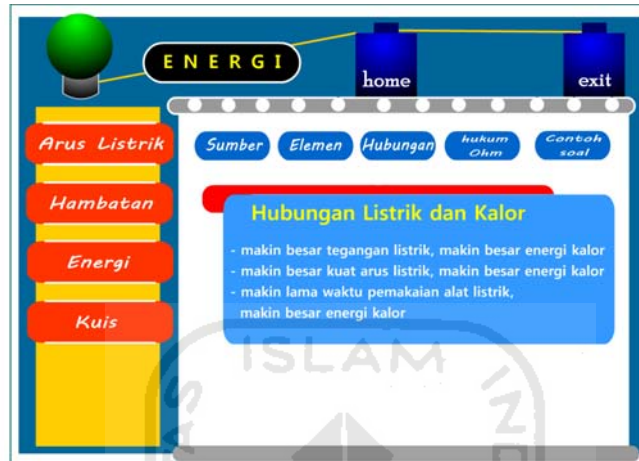 E N E R G I
home
exit
Arus Listrik
Hambatan
Energi
Kuis
Sumber
Elemen
Hubungan
hukum
Ohm
Contoh
soal
Hubungan Listrik dan Kalor
- makin besar tegangan listrik, makin besar energi kalor
- makin besar kuat arus listrik, makin besar energi kalor
- makin lama waktu pemakaian alat listrik,
makin besar energi kalor
ISLAM